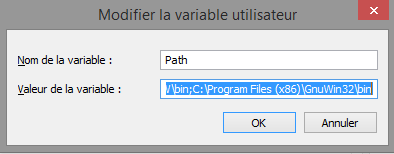 Modifier la variable utilisateur
Nom de la variable : Path
Valeur de la variable : \bin;C:\Program Files (x86)\GnuWin32\bin
OK Annuler